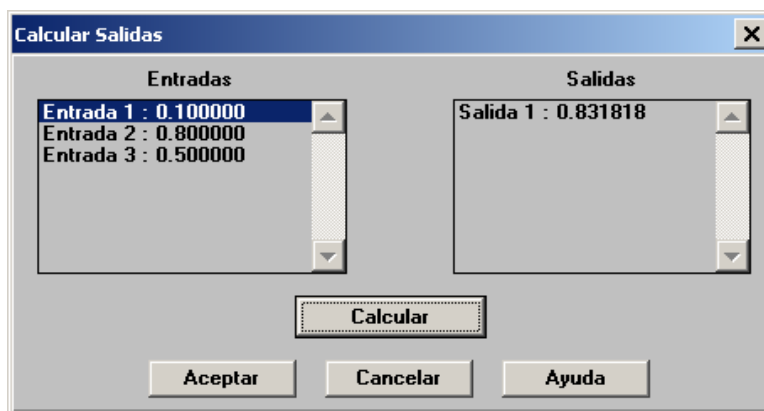 Calcular Salidas
Entradas
Salidas
Entrada 1 : 0.100000
Entrada 2 : 0.800000
Entrada 3 : 0.500000
Salida 1 : 0.831818
Calcular
Aceptar
Cancelar
Ayuda